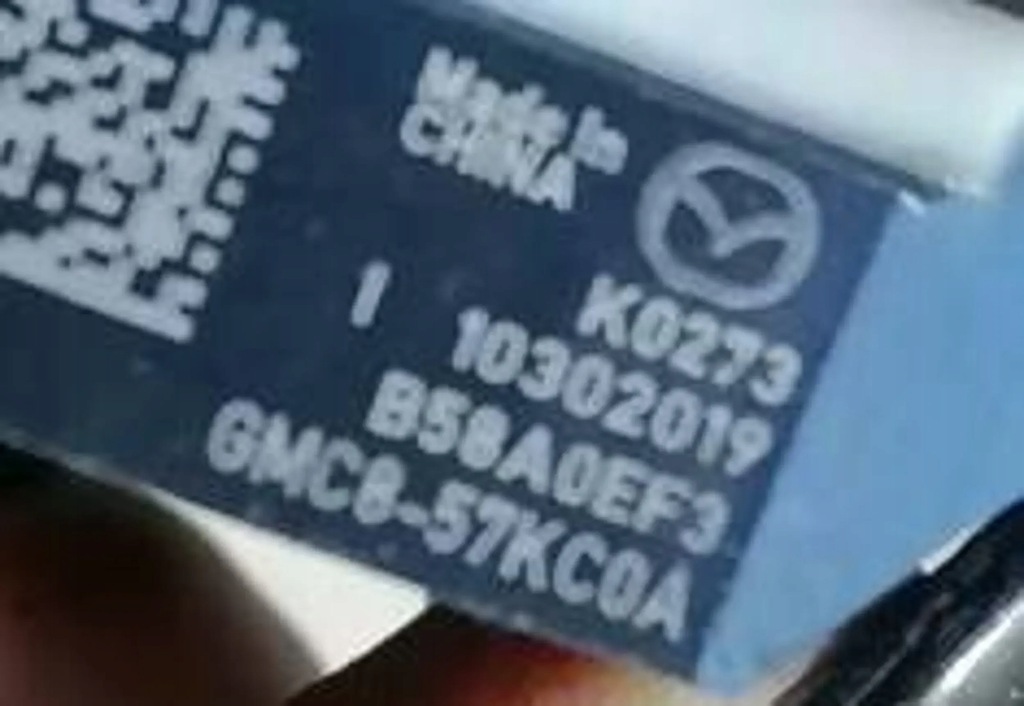 Made in
CHINA
K0273
I 10302019
B58A0EF3
GMC8-57KC0A